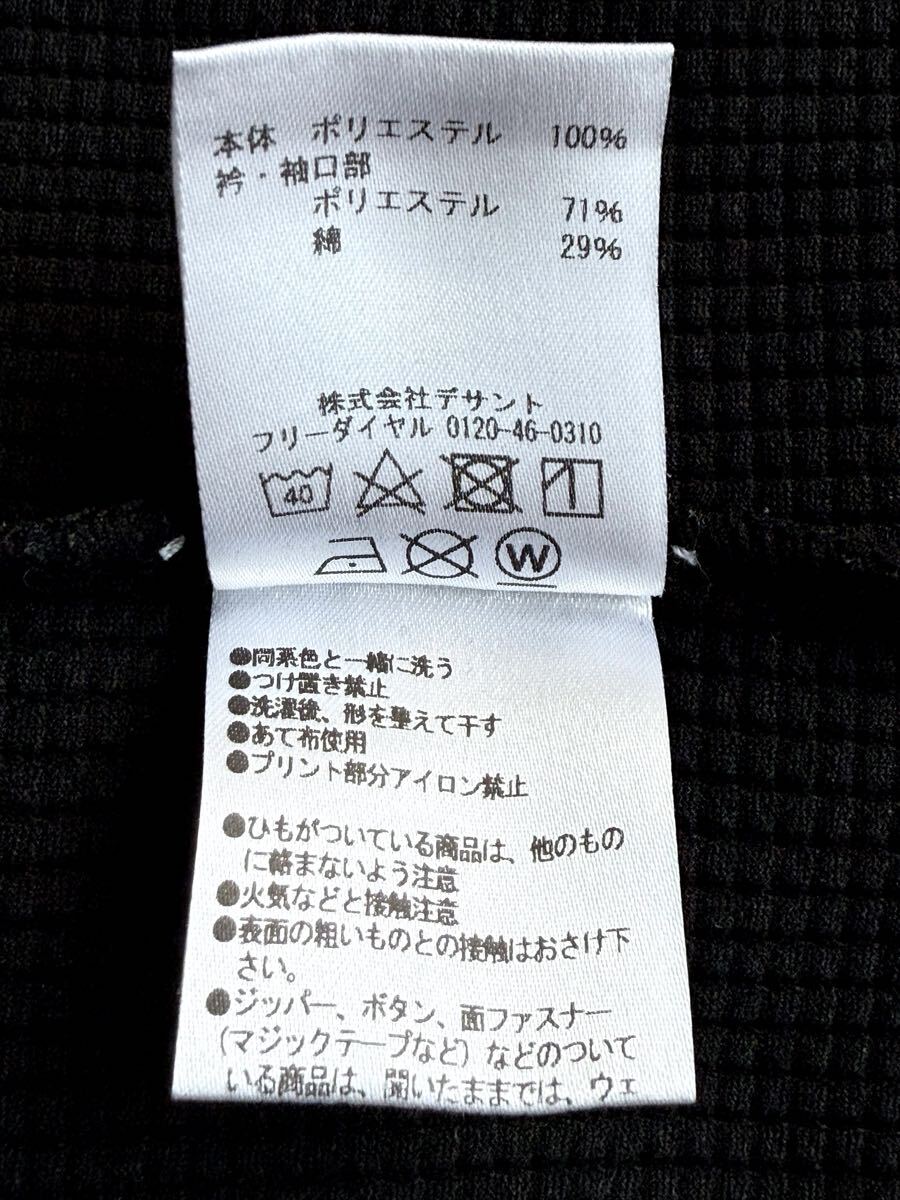 本体 ポリエステル 100%
衿・袖口部
ポリエステル 71%
綿 29%
株式会社デサント
フリーダイヤル 0120-46-0310
40
W
●同系色と一緒に洗う
●つけ置き禁止
●洗濯後、形を整えて干す
●あて布使用
●プリント部分アイロン禁止
●ひもがついている商品は、他のもの
に絡まないよう注意
●火気などと接触注意
●表面の粗いものとの接触はおさけ下
さい。
●ジッパー、ボタン、面ファスナー
(マジックテープなど)などのついて
いる商品は、開いたままでは、ウェ